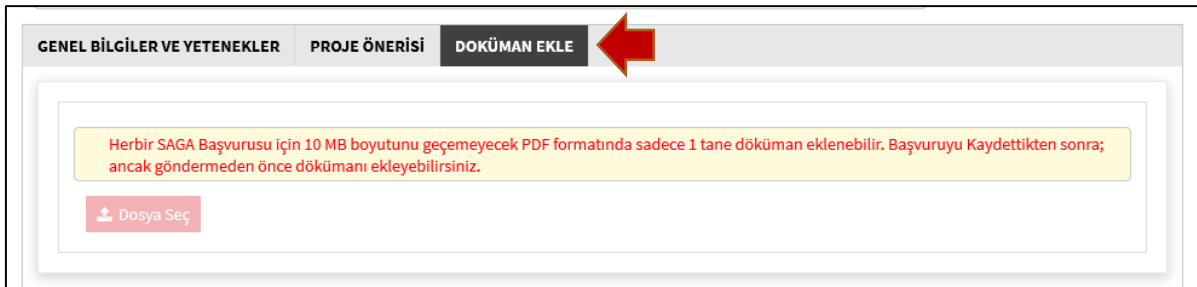 GENEL BİLGİLER VE YETENEKLER PROJE ÖNERİSİ DOKÜMAN EKLE
Herbir SAGA Başvurusu için 10 MB boyutunu geçemeyecek PDF formatında sadece 1 tane döküman eklenebilir. Başvuruyu Kaydettikten sonra;
ancak göndermeden önce dökümanı ekleyebilirsiniz.
Dosya Seç